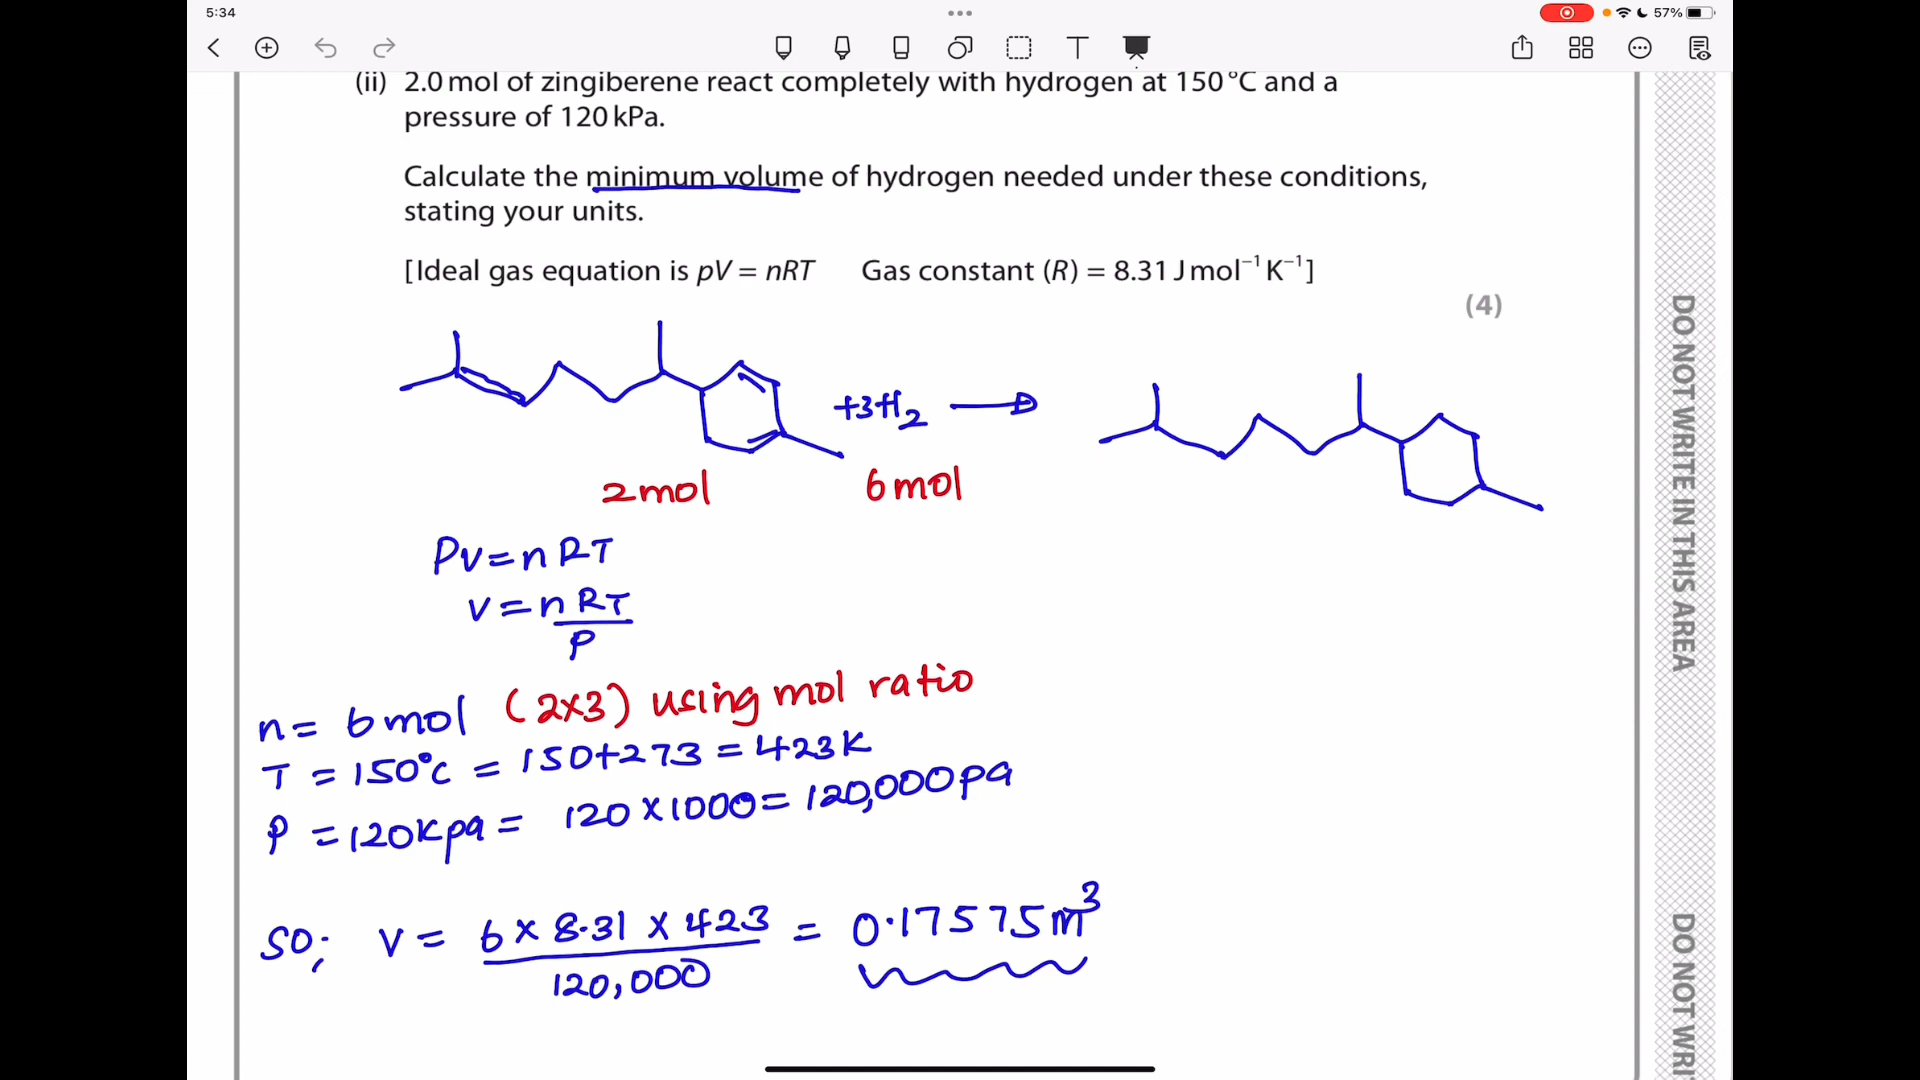 5:34
57%
(ii) 2.0 mol of zingiberene react completely with hydrogen at 150 °C and a
pressure of 120 kPa.
Calculate the minimum volume of hydrogen needed under these conditions,
stating your units.
[Ideal gas equation is pV = nRT Gas constant (R) = 8.31 J mol⁻¹ K⁻¹]
(4)
+3H₂
2mol 6mol
PV=nRT
V=nRT
P
n= 6mol (2x3) using mol ratio
T = 150°C = 150+273 = 423K
P = 120Kpa = 120 x 1000 = 120,000pa
SO; V = 6 x 8.31 x 423 = 0.17575m³
120,000
DO NOT WRITE IN THIS AREA
DO NOT WRI